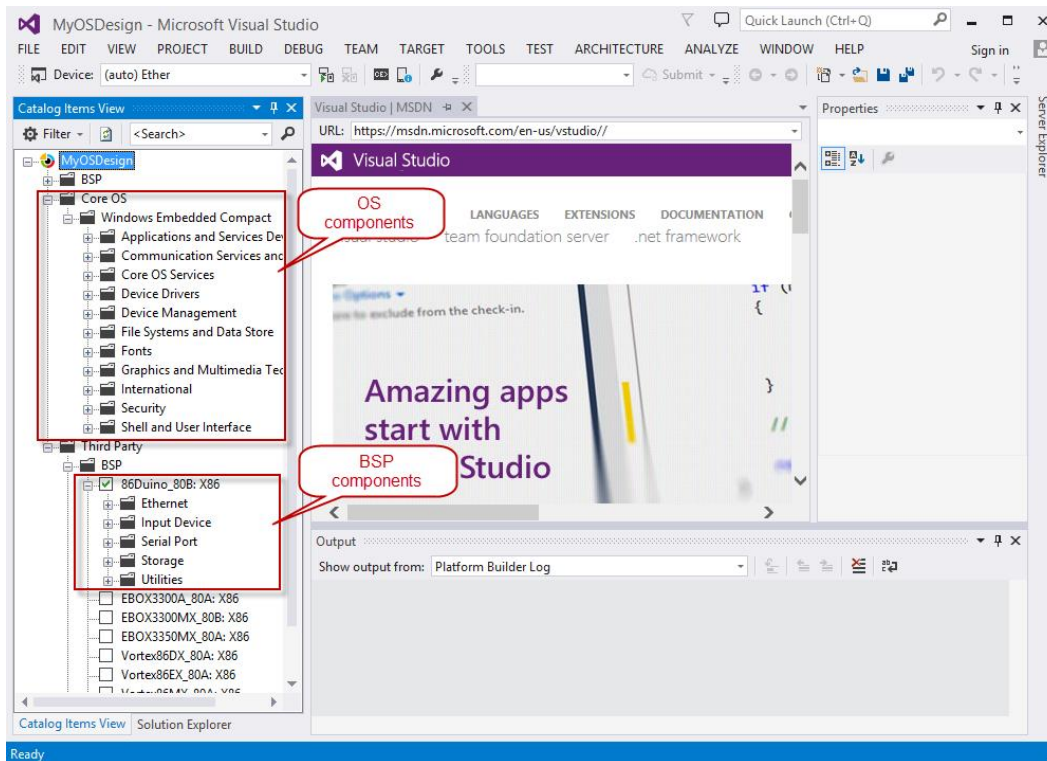 MyOSDesign - Microsoft Visual Studio
Quick Launch (Ctrl+Q)
FILE EDIT VIEW PROJECT BUILD DEBUG TEAM TARGET TOOLS TEST ARCHITECTURE ANALYZE WINDOW HELP Sign in
Device: (auto) Ether
Submit
Catalog Items View
Filter
<Search>
MyOSDesign
BSP
Core OS
Windows Embedded Compact
Applications and Services De
Communication Services and
Core OS Services
Device Drivers
Device Management
File Systems and Data Store
Fonts
Graphics and Multimedia Tec
International
Security
Shell and User Interface
Third Party
BSP
86Duino_80B: X86
Ethernet
Input Device
Serial Port
Storage
Utilities
EBOX3300A_80A: X86
EBOX3300MX_80B: X86
EBOX3350MX_80A: X86
Vortex86DX_80A: X86
Vortex86EX_80A: X86
Catalog Items View
Solution Explorer
OS
components
BSP
components
Visual Studio | MSDN
URL: https://msdn.microsoft.com/en-us/vstudio//
Visual Studio
LANGUAGES EXTENSIONS DOCUMENTATION
team foundation server .net framework
Options
to exclude from the check-in.
if (
{
}
//
Amazing apps
start with
Studio
Output
Show output from: Platform Builder Log
Properties
Server Explorer
Ready